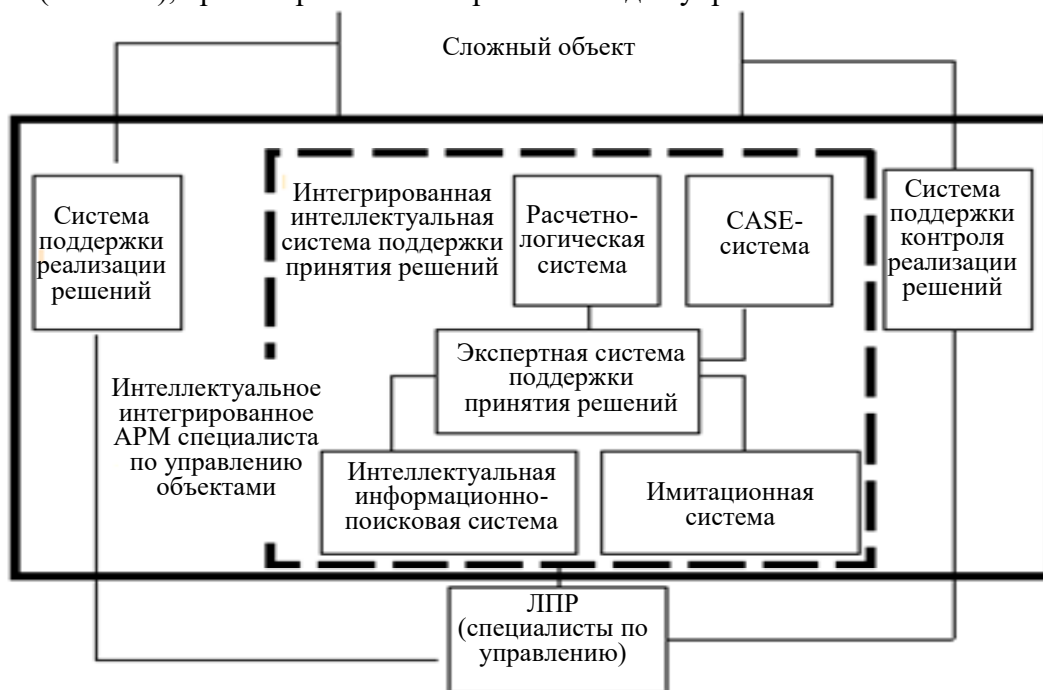 Сложный объект
Система
поддержки
реализации
решений
Интегрированная
интеллектуальная
система поддержки
принятия решений
Расчетно-
логическая
система
CASE-
система
Система
поддержки
контроля
реализации
решений
Экспертная система
поддержки
принятия решений
Интеллектуальное
интегрированное
АРМ специалиста
по управлению
объектами
Интеллектуальная
информационно-
поисковая система
Имитационная
система
ЛПР
(специалисты по
управлению)